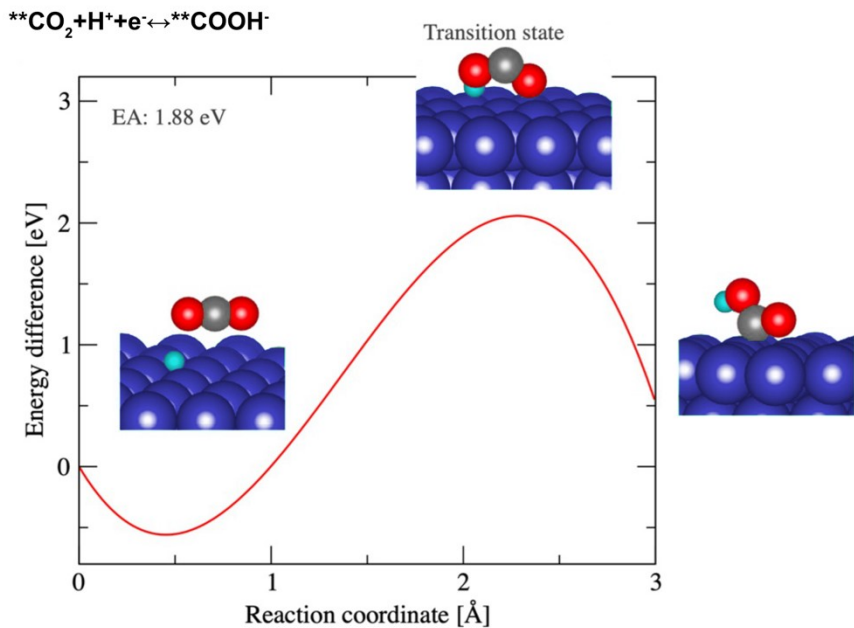 **CO₂+H⁺+e⁻↔**COOH⁻
Transition state
EA: 1.88 eV
3
2
1
0
Energy difference [eV]
0 1 2 3
Reaction coordinate [Å]